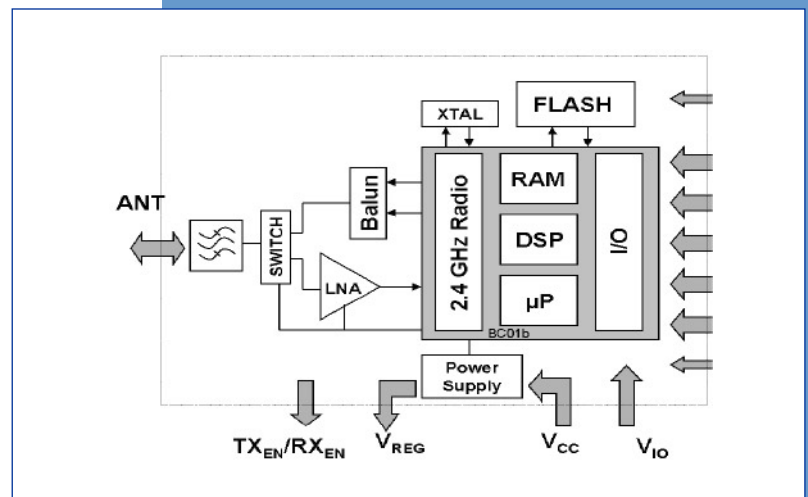 XTAL
FLASH
ANT
SWITCH
Balun
LNA
2.4 GHz Radio
RAM
DSP
µP
I/O
BC01b
Power
Supply
TXEN/RXEN
VREG
VCC
VIO